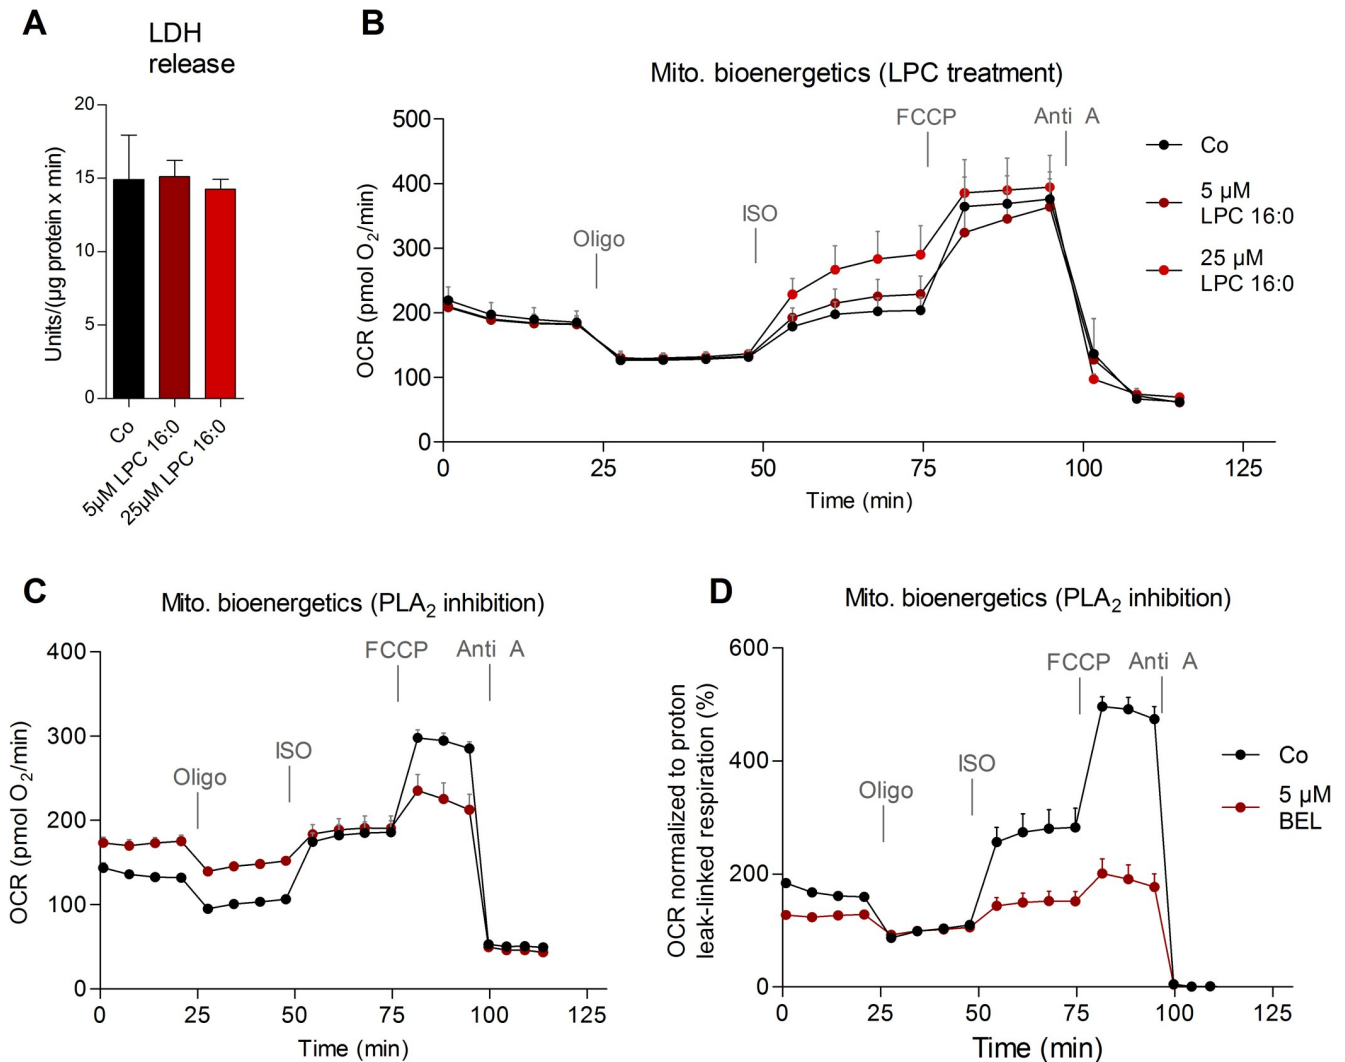 A
LDH
release
Units/(µg protein x min)
20
15
10
5
0
Co
5µM LPC 16:0
25µM LPC 16:0
B
Mito. bioenergetics (LPC treatment)
OCR (pmol O2/min)
500
400
300
200
100
0
Oligo
ISO
FCCP
Anti A
0 25 50 75 100 125
Time (min)
Co
5 µM
LPC 16:0
25 µM
LPC 16:0
C
Mito. bioenergetics (PLA2 inhibition)
OCR (pmol O2/min)
400
300
200
100
0
Oligo
ISO
FCCP
Anti A
0 25 50 75 100 125
Time (min)
D
Mito. bioenergetics (PLA2 inhibition)
OCR normalized to proton
leak-linked respiration (%)
600
400
200
0
Oligo
ISO
FCCP
Anti A
0 25 50 75 100 125
Time (min)
Co
5 µM
BEL